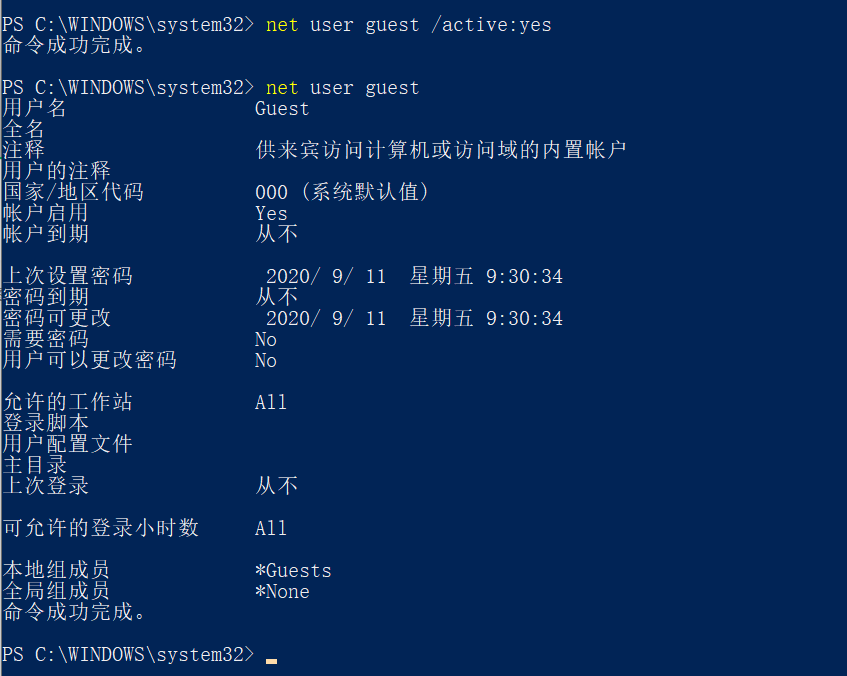 PS C:\WINDOWS\system32> net user guest /active:yes
命令成功完成。
PS C:\WINDOWS\system32> net user guest
用户名 Guest
全名
注释 供来宾访问计算机或访问域的内置帐户
用户的注释
国家/地区代码 000 (系统默认值)
帐户启用 Yes
帐户到期 从不
上次设置密码 2020/ 9/ 11 星期五 9:30:34
密码到期 从不
密码可更改 2020/ 9/ 11 星期五 9:30:34
需要密码 No
用户可以更改密码 No
允许的工作站 All
登录脚本
用户配置文件
主目录
上次登录 从不
可允许的登录小时数 All
本地组成员 *Guests
全局组成员 *None
命令成功完成。
PS C:\WINDOWS\system32>